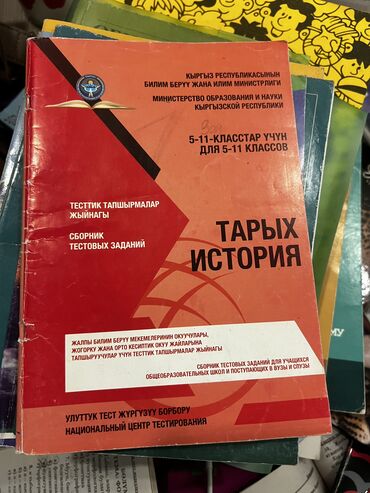 КЫРГЫЗ РЕСПУБЛИКАСЫНЫН
БИЛИМ БЕРҮҮ ЖАНА ИЛИМ МИНИСТРЛИГИ
МИНИСТЕРСТВО ОБРАЗОВАНИЯ И НАУКИ
КЫРГЫЗСКОЙ РЕСПУБЛИКИ
5-11-КЛАССТАР ҮЧҮН
ДЛЯ 5-11 КЛАССОВ
ТЕСТТИК ТАПШЫРМАЛАР
ЖЫЙНАГЫ
СБОРНИК
ТЕСТОВЫХ ЗАДАНИЙ
ТАРЫХ
ИСТОРИЯ
ЖАЛПЫ БИЛИМ БЕРҮҮ МЕКЕМЕЛЕРИНИН ОКУУЧУЛАРЫ,
ЖОГОРКУ ЖАНА ОРТО КЕСИПТИК ОКУУ ЖАЙЛАРЫНА
ТАПШЫРУУЧУЛАР ҮЧҮН ТЕСТТИК ТАПШЫРМАЛАР ЖЫЙНАГЫ
СБОРНИК ТЕСТОВЫХ ЗАДАНИЙ ДЛЯ УЧАЩИХСЯ
ОБЩЕОБРАЗОВАТЕЛЬНЫХ ШКОЛ И ПОСТУПАЮЩИХ В ВУЗЫ И СПУЗЫ
УЛУТТУК ТЕСТ ЖҮРГҮЗҮҮ БОРБОРУ
НАЦИОНАЛЬНЫЙ ЦЕНТР ТЕСТИРОВАНИЯ